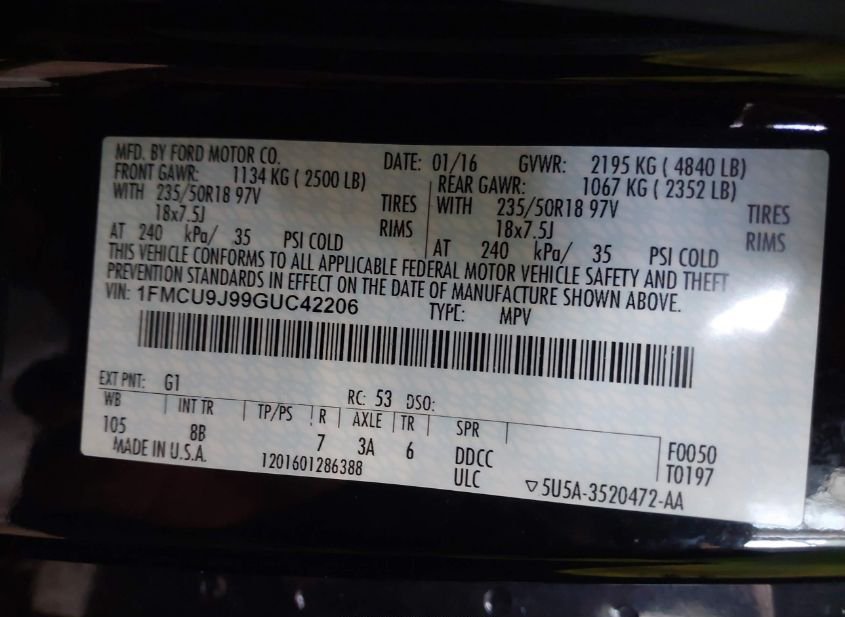 MFD. BY FORD MOTOR CO. DATE: 01/16 GVWR: 2195 KG ( 4840 LB)
FRONT GAWR: 1134 KG ( 2500 LB) REAR GAWR: 1067 KG ( 2352 LB)
WITH 235/50R18 97V TIRES WITH 235/50R18 97V TIRES
18x7.5J RIMS 18x7.5J RIMS
AT 240 kPa/ 35 PSI COLD AT 240 kPa/ 35 PSI COLD
THIS VEHICLE CONFORMS TO ALL APPLICABLE FEDERAL MOTOR VEHICLE SAFETY AND THEFT
PREVENTION STANDARDS IN EFFECT ON THE DATE OF MANUFACTURE SHOWN ABOVE.
VIN: 1FMCU9J99GUC42206 TYPE: MPV
EXT PNT: G1 RC: 53 DSO:
WB INT TR TP/PS R AXLE TR SPR
105 8B 7 3A 6 DDCC F0050
MADE IN U.S.A. 1201601286388 ULC T0197
▽5U5A-3520472-AA